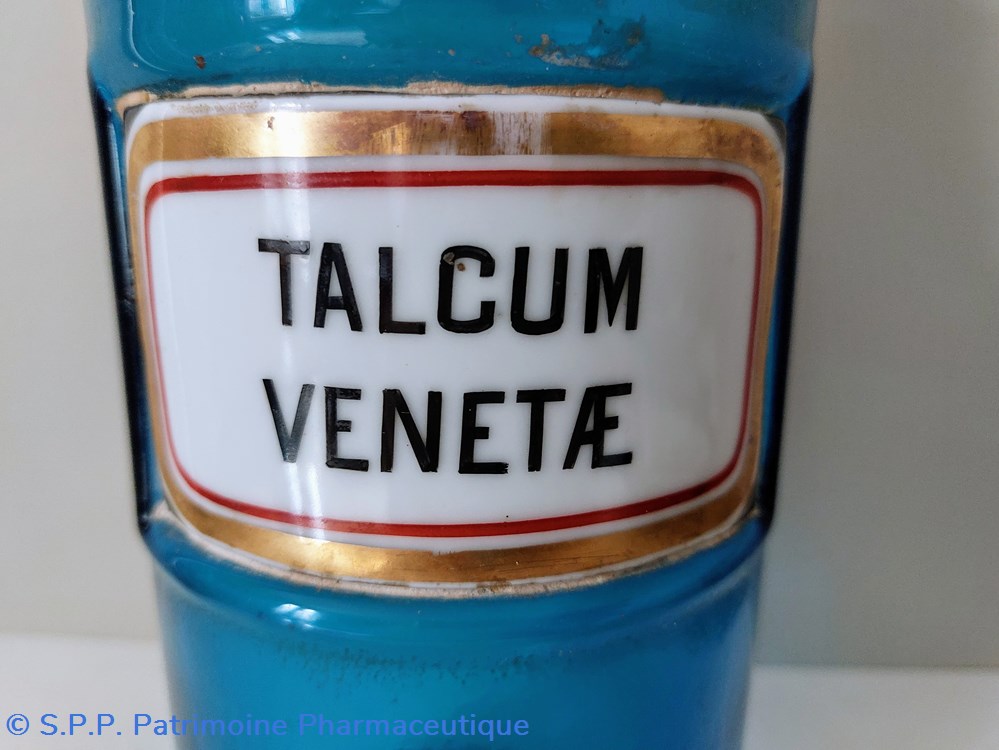 TALCUM
VENETÆ
© S.P.P. Patrimoine Pharmaceutique